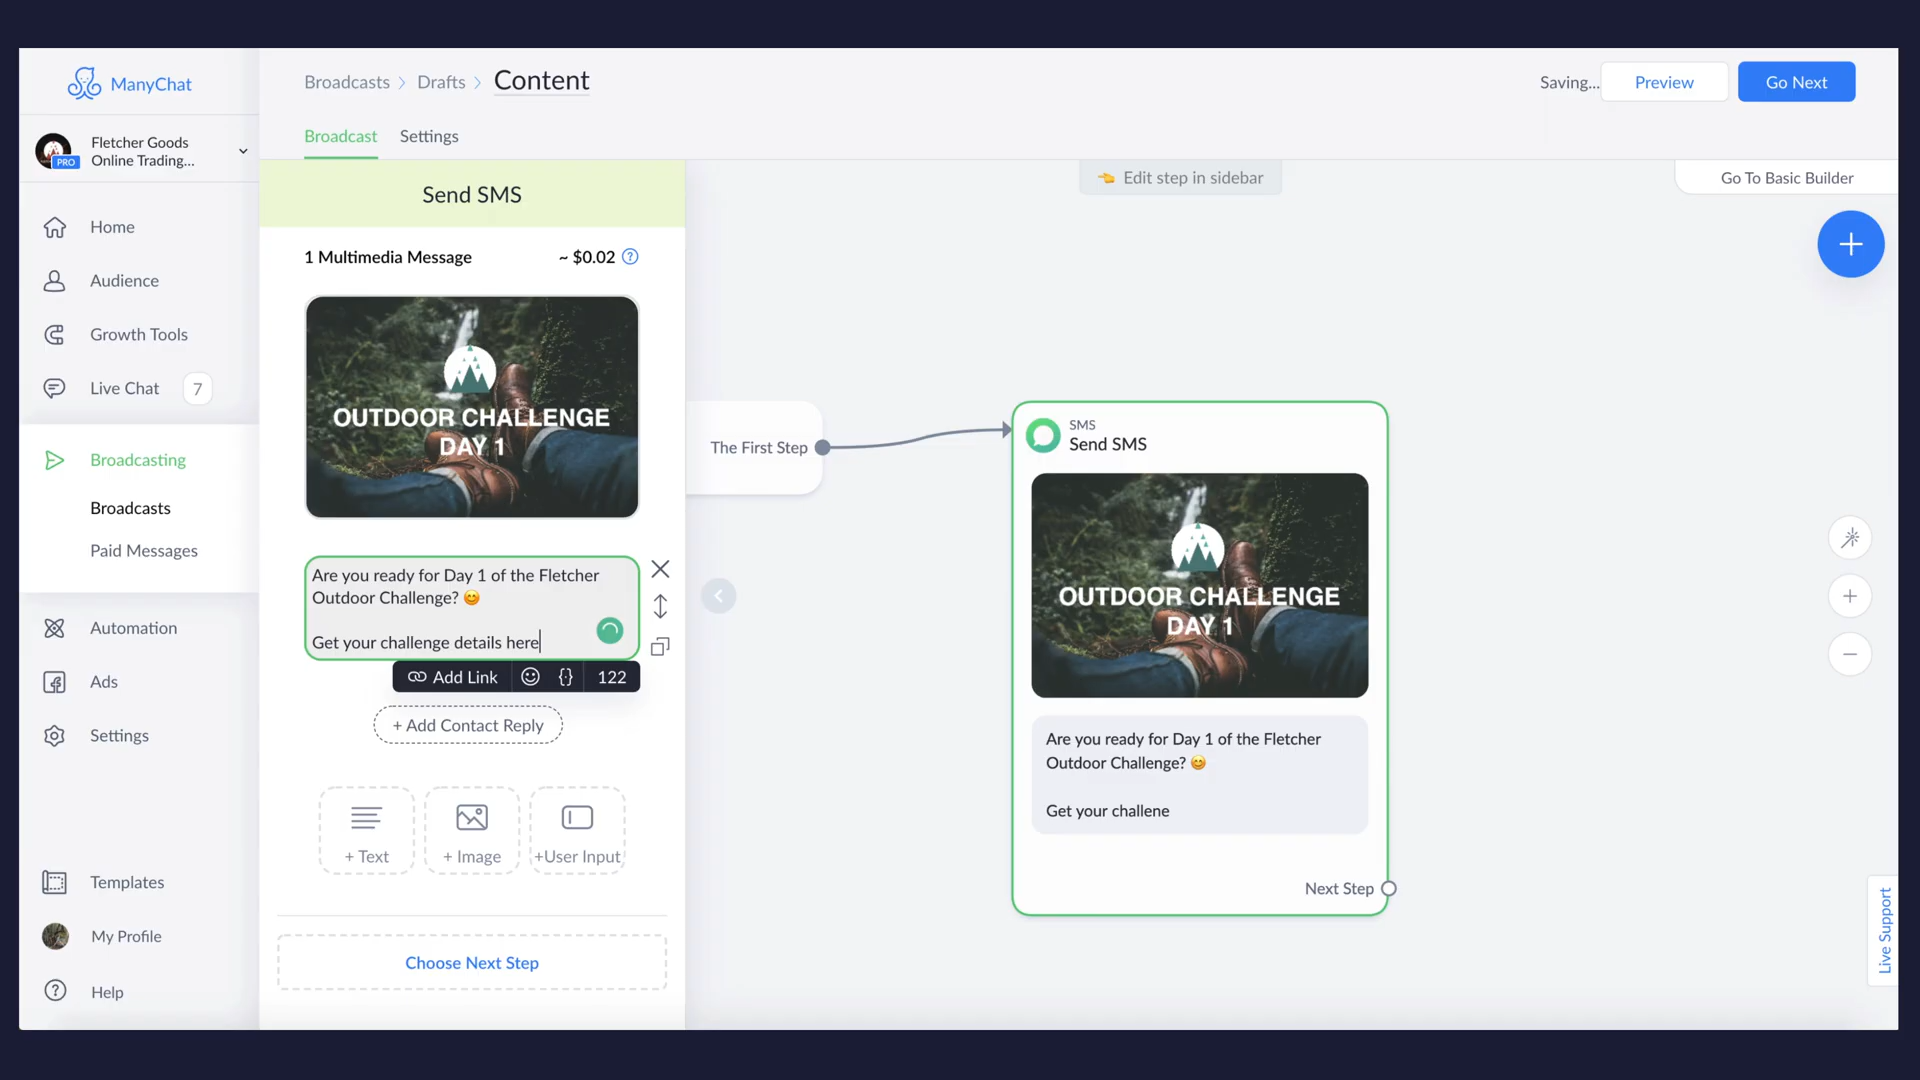 ManyChat
Fletcher Goods
Online Trading...
PRO
Home
Audience
Growth Tools
Live Chat 7
Broadcasting
Broadcasts
Paid Messages
Automation
Ads
Settings
Templates
My Profile
Help
Broadcasts > Drafts > Content
Saving... Preview Go Next
Broadcast Settings
Send SMS
1 Multimedia Message ~ $0.02 ?
OUTDOOR CHALLENGE
DAY 1
Are you ready for Day 1 of the Fletcher
Outdoor Challenge? 😊
Get your challenge details here
Add Link {·} 122
+ Add Contact Reply
+ Text + Image +User Input
Choose Next Step
👈 Edit step in sidebar
Go To Basic Builder
The First Step
SMS
Send SMS
OUTDOOR CHALLENGE
DAY 1
Are you ready for Day 1 of the Fletcher
Outdoor Challenge? 😊
Get your challene
Next Step
Live Support